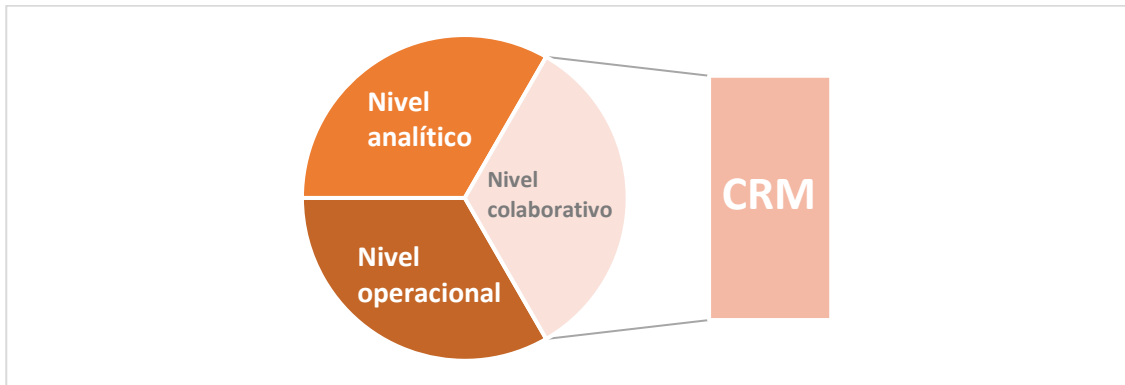 Nivel
analítico
Nivel
colaborativo
CRM
Nivel
operacional